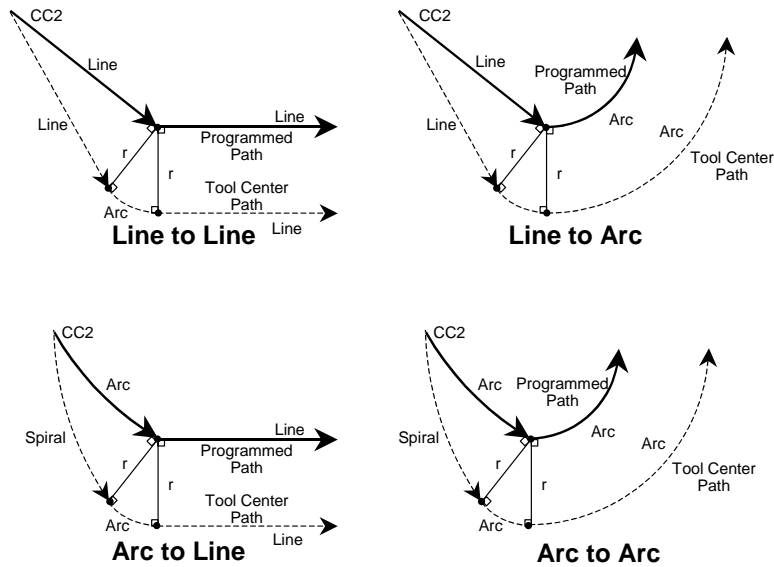 CC2
Line
Line
Line
r
Programmed
Path
r
Tool Center
Path
Arc
Line
Line to Line
CC2
Line
Programmed
Path
Arc
Line
Arc
r
r
Tool Center
Path
Arc
Line to Arc
CC2
Arc
Line
Spiral
Programmed
Path
r
r
Tool Center
Path
Arc
Line
Arc to Line
CC2
Arc
Programmed
Path
Arc
Spiral
Arc
r
r
Tool Center
Path
Arc
Arc to Arc